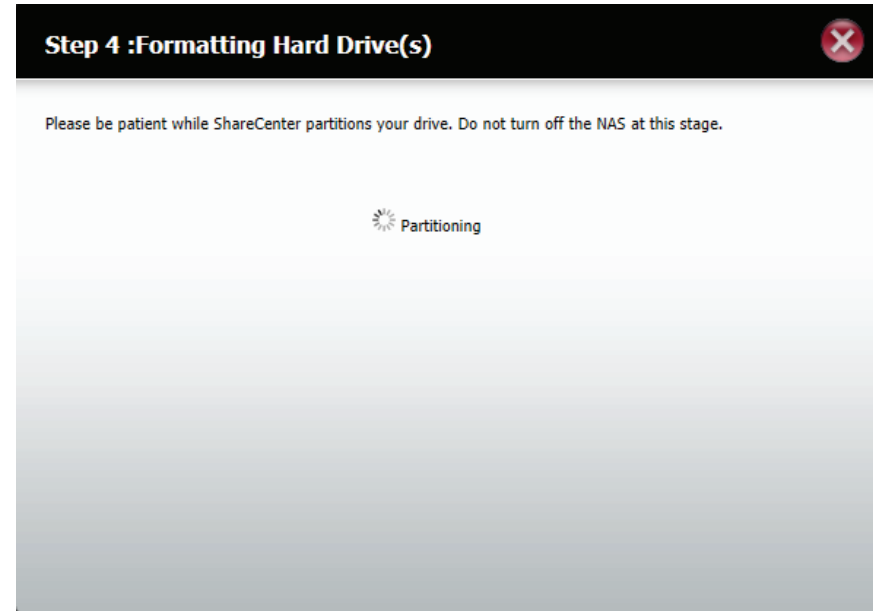 Step 4 :Formatting Hard Drive(s)
Please be patient while ShareCenter partitions your drive. Do not turn off the NAS at this stage.
Partitioning